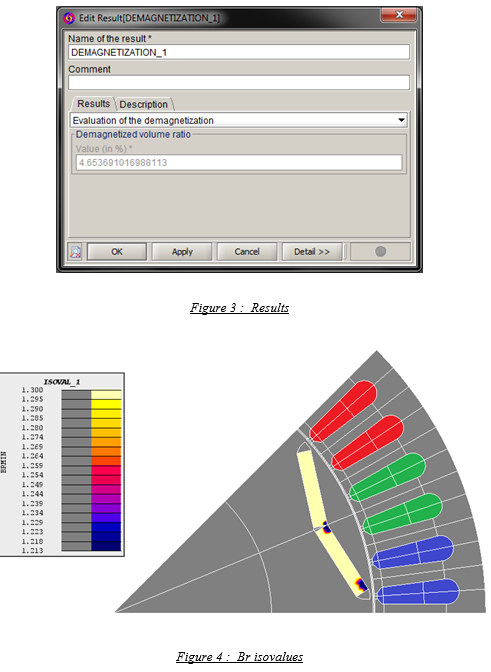 Edit Result[DEMAGNETIZATION_1]
Name of the result *
DEMAGNETIZATION_1
Comment
Results Description
Evaluation of the demagnetization
Demagnetized volume ratio
Value (in %) *
4.653691016988113
OK Apply Cancel Detail >>
Figure 3 : Results
ISOVAL_1
1.300
1.295
1.290
1.285
1.280
1.274
1.269
1.264
1.259
1.254
1.249
1.244
1.239
1.234
1.229
1.223
1.218
1.213
BRMIN
Figure 4 : Br isovalues